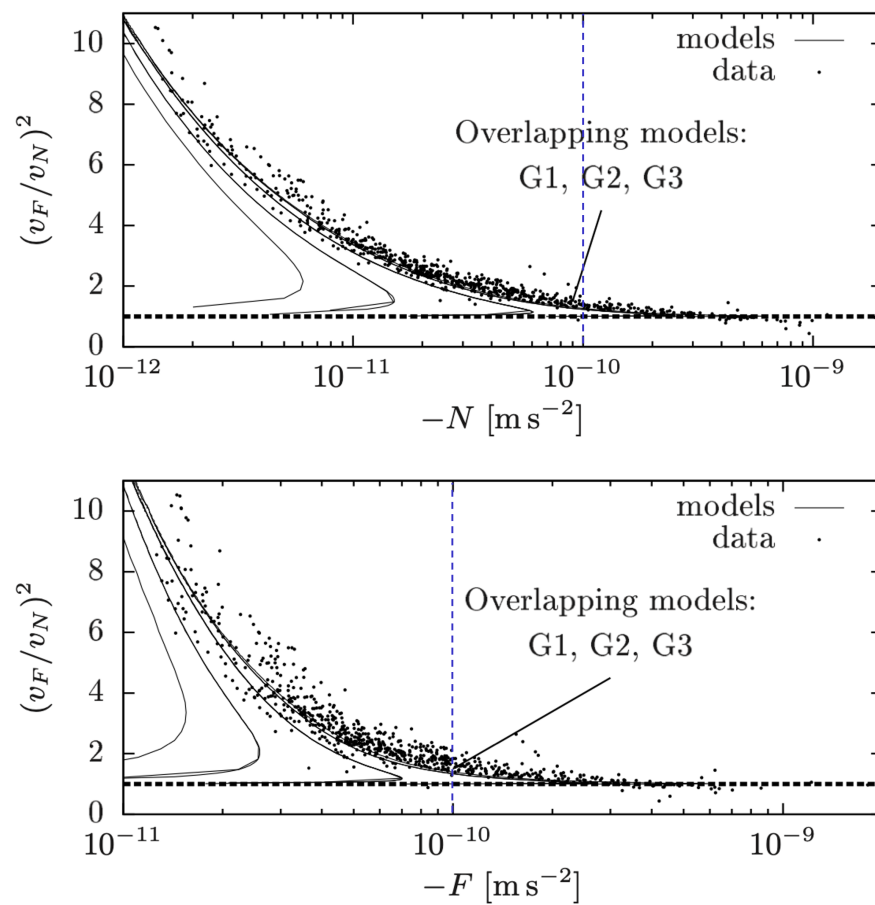 10
8
6
4
2
0
(v_F/v_N)^2
models
data
Overlapping models:
G1, G2, G3
10^−12 10^−11 10^−10 10^−9
−N [m s^−2]
10
8
6
4
2
0
(v_F/v_N)^2
models
data
Overlapping models:
G1, G2, G3
10^−11 10^−10 10^−9
−F [m s^−2]